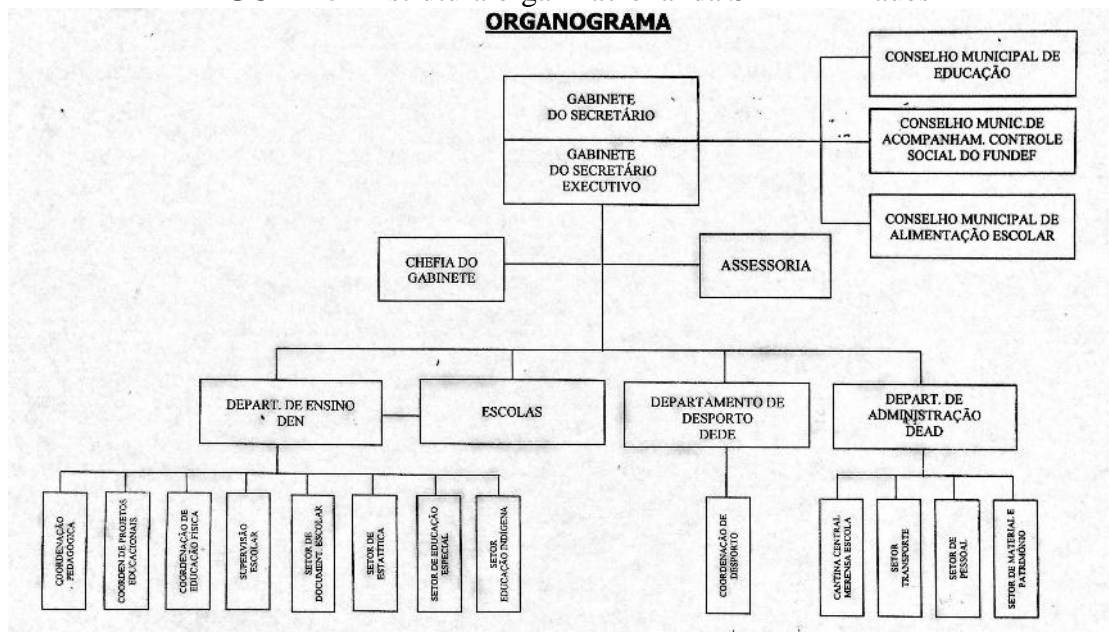 ORGANOGRAMA
CONSELHO MUNICIPAL DE
EDUCAÇÃO
GABINETE
DO SECRETÁRIO
CONSELHO MUNIC.DE
ACOMPANHAM. CONTROLE
SOCIAL DO FUNDEF
GABINETE
DO SECRETÁRIO
EXECUTIVO
CONSELHO MUNICIPAL DE
ALIMENTAÇÃO ESCOLAR
CHEFIA DO
GABINETE
ASSESSORIA
DEPART. DE ENSINO
DEN
ESCOLAS
DEPARTAMENTO DE
DESPORTO
DEDE
DEPART. DE
ADMINISTRAÇÃO
DEAD
COORDENAÇÃO
PEDAGÓGICA
COORDEN DE PROJETOS
EDUCACIONAIS
COORDENAÇÃO DE
EDUCAÇÃO FISICA
SUPERVISÃO
ESCOLAR
SETOR DE
DOCUMENT. ESCOLAR
SETOR DE
ESTATÍTICA
SETOR DE EDUCAÇÃO
ESPECIAL
SETOR
EDUCAÇÃO INDÍGENA
COORDENAÇÃO DE
DESPORTO
CANTINA CENTRAL
MERENSA ESCOLA
SETOR
TRANSPORTE
SETOR DE
PESSOAL
SETOR DE MATERIAL E
PATRIMÔNIO